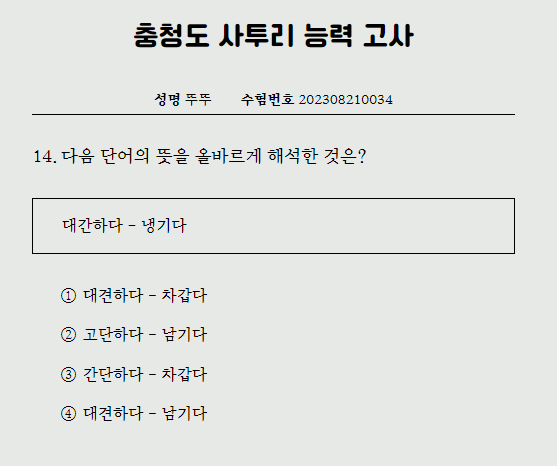 충청도 사투리 능력 고사
성명 뚜뚜 수험번호 202308210034
14. 다음 단어의 뜻을 올바르게 해석한 것은?
대간하다 - 냉기다
① 대견하다 - 차갑다
② 고단하다 - 남기다
③ 간단하다 - 차갑다
④ 대견하다 - 남기다